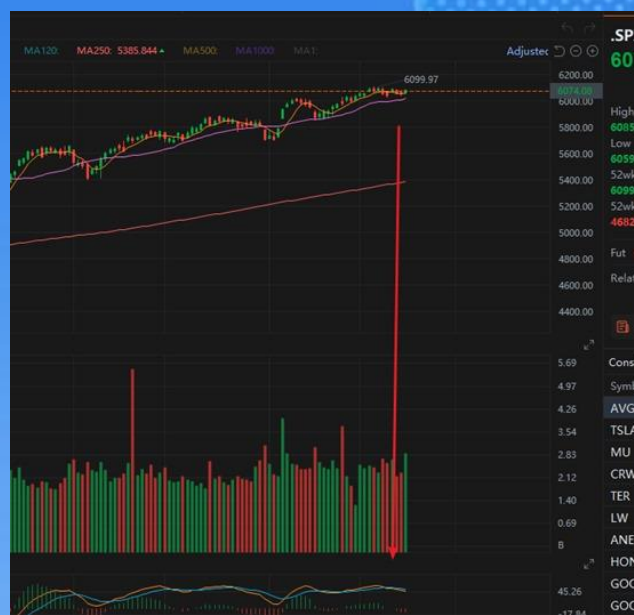 .SP
MA120: MA250: 5385.844 MA500: MA1000 MA1: Adjusted
60
6099.97
6200.00
6074.08
6000.00
High
5800.00
6085
Low
5600.00
6059
52wk
5400.00
6099
52wk
5200.00
4682
5000.00
Fut
4800.00
Relat
4600.00
4400.00
5.69
Cons
4.97
Symb
4.26
AVG
3.54
TSLA
2.83
MU
2.12
CRW
1.40
TER
0.69
LW
B
ANE
HON
45.26
GOO
-17.84
GOO